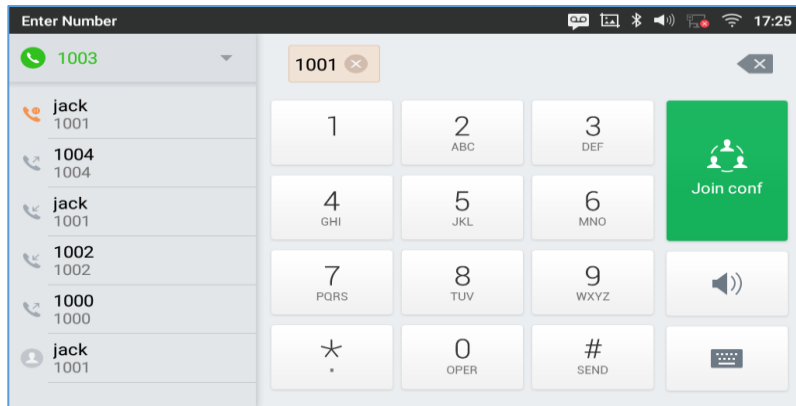 Enter Number
17:25
1003
1001
jack
1001
1004
1004
jack
1001
1002
1002
1000
1000
jack
1001
1
2
ABC
3
DEF
4
GHI
5
JKL
6
MNO
7
PQRS
8
TUV
9
WXYZ
*
.
0
OPER
#
SEND
Join conf